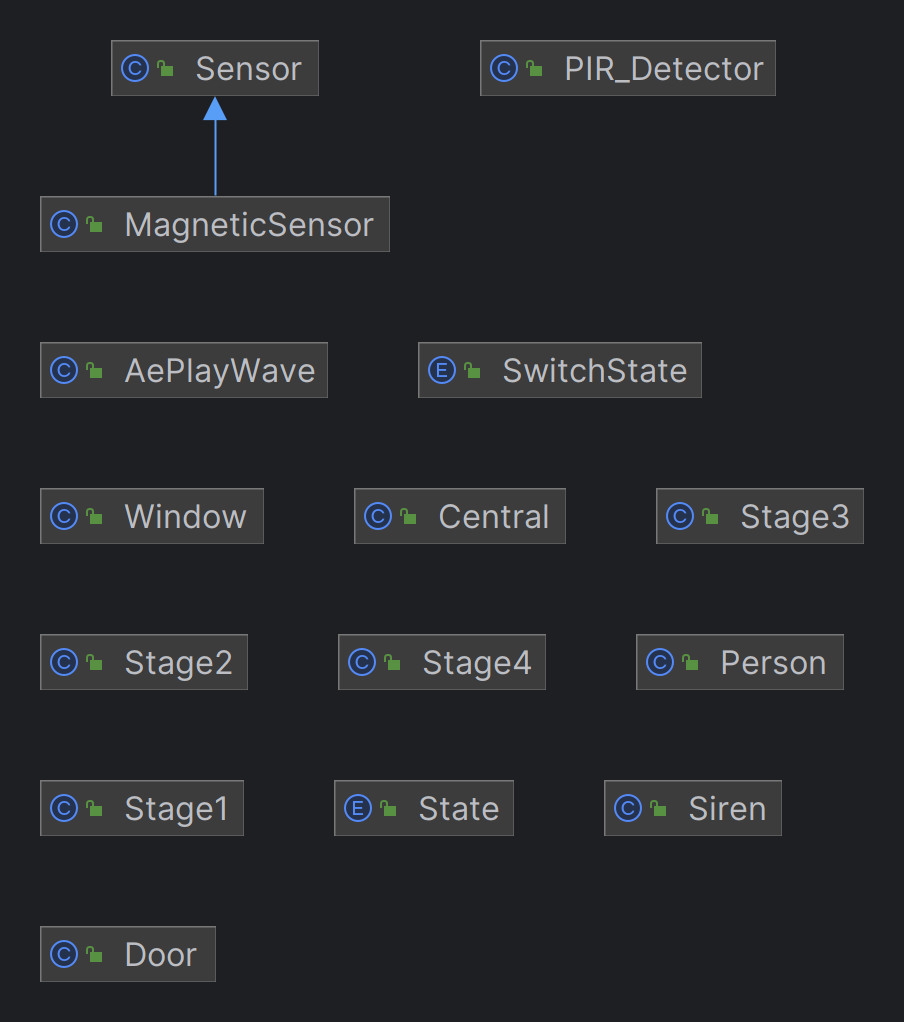 C Sensor C PIR_Detector
C MagneticSensor
C AePlayWave E SwitchState
C Window C Central C Stage3
C Stage2 C Stage4 C Person
C Stage1 E State C Siren
C Door